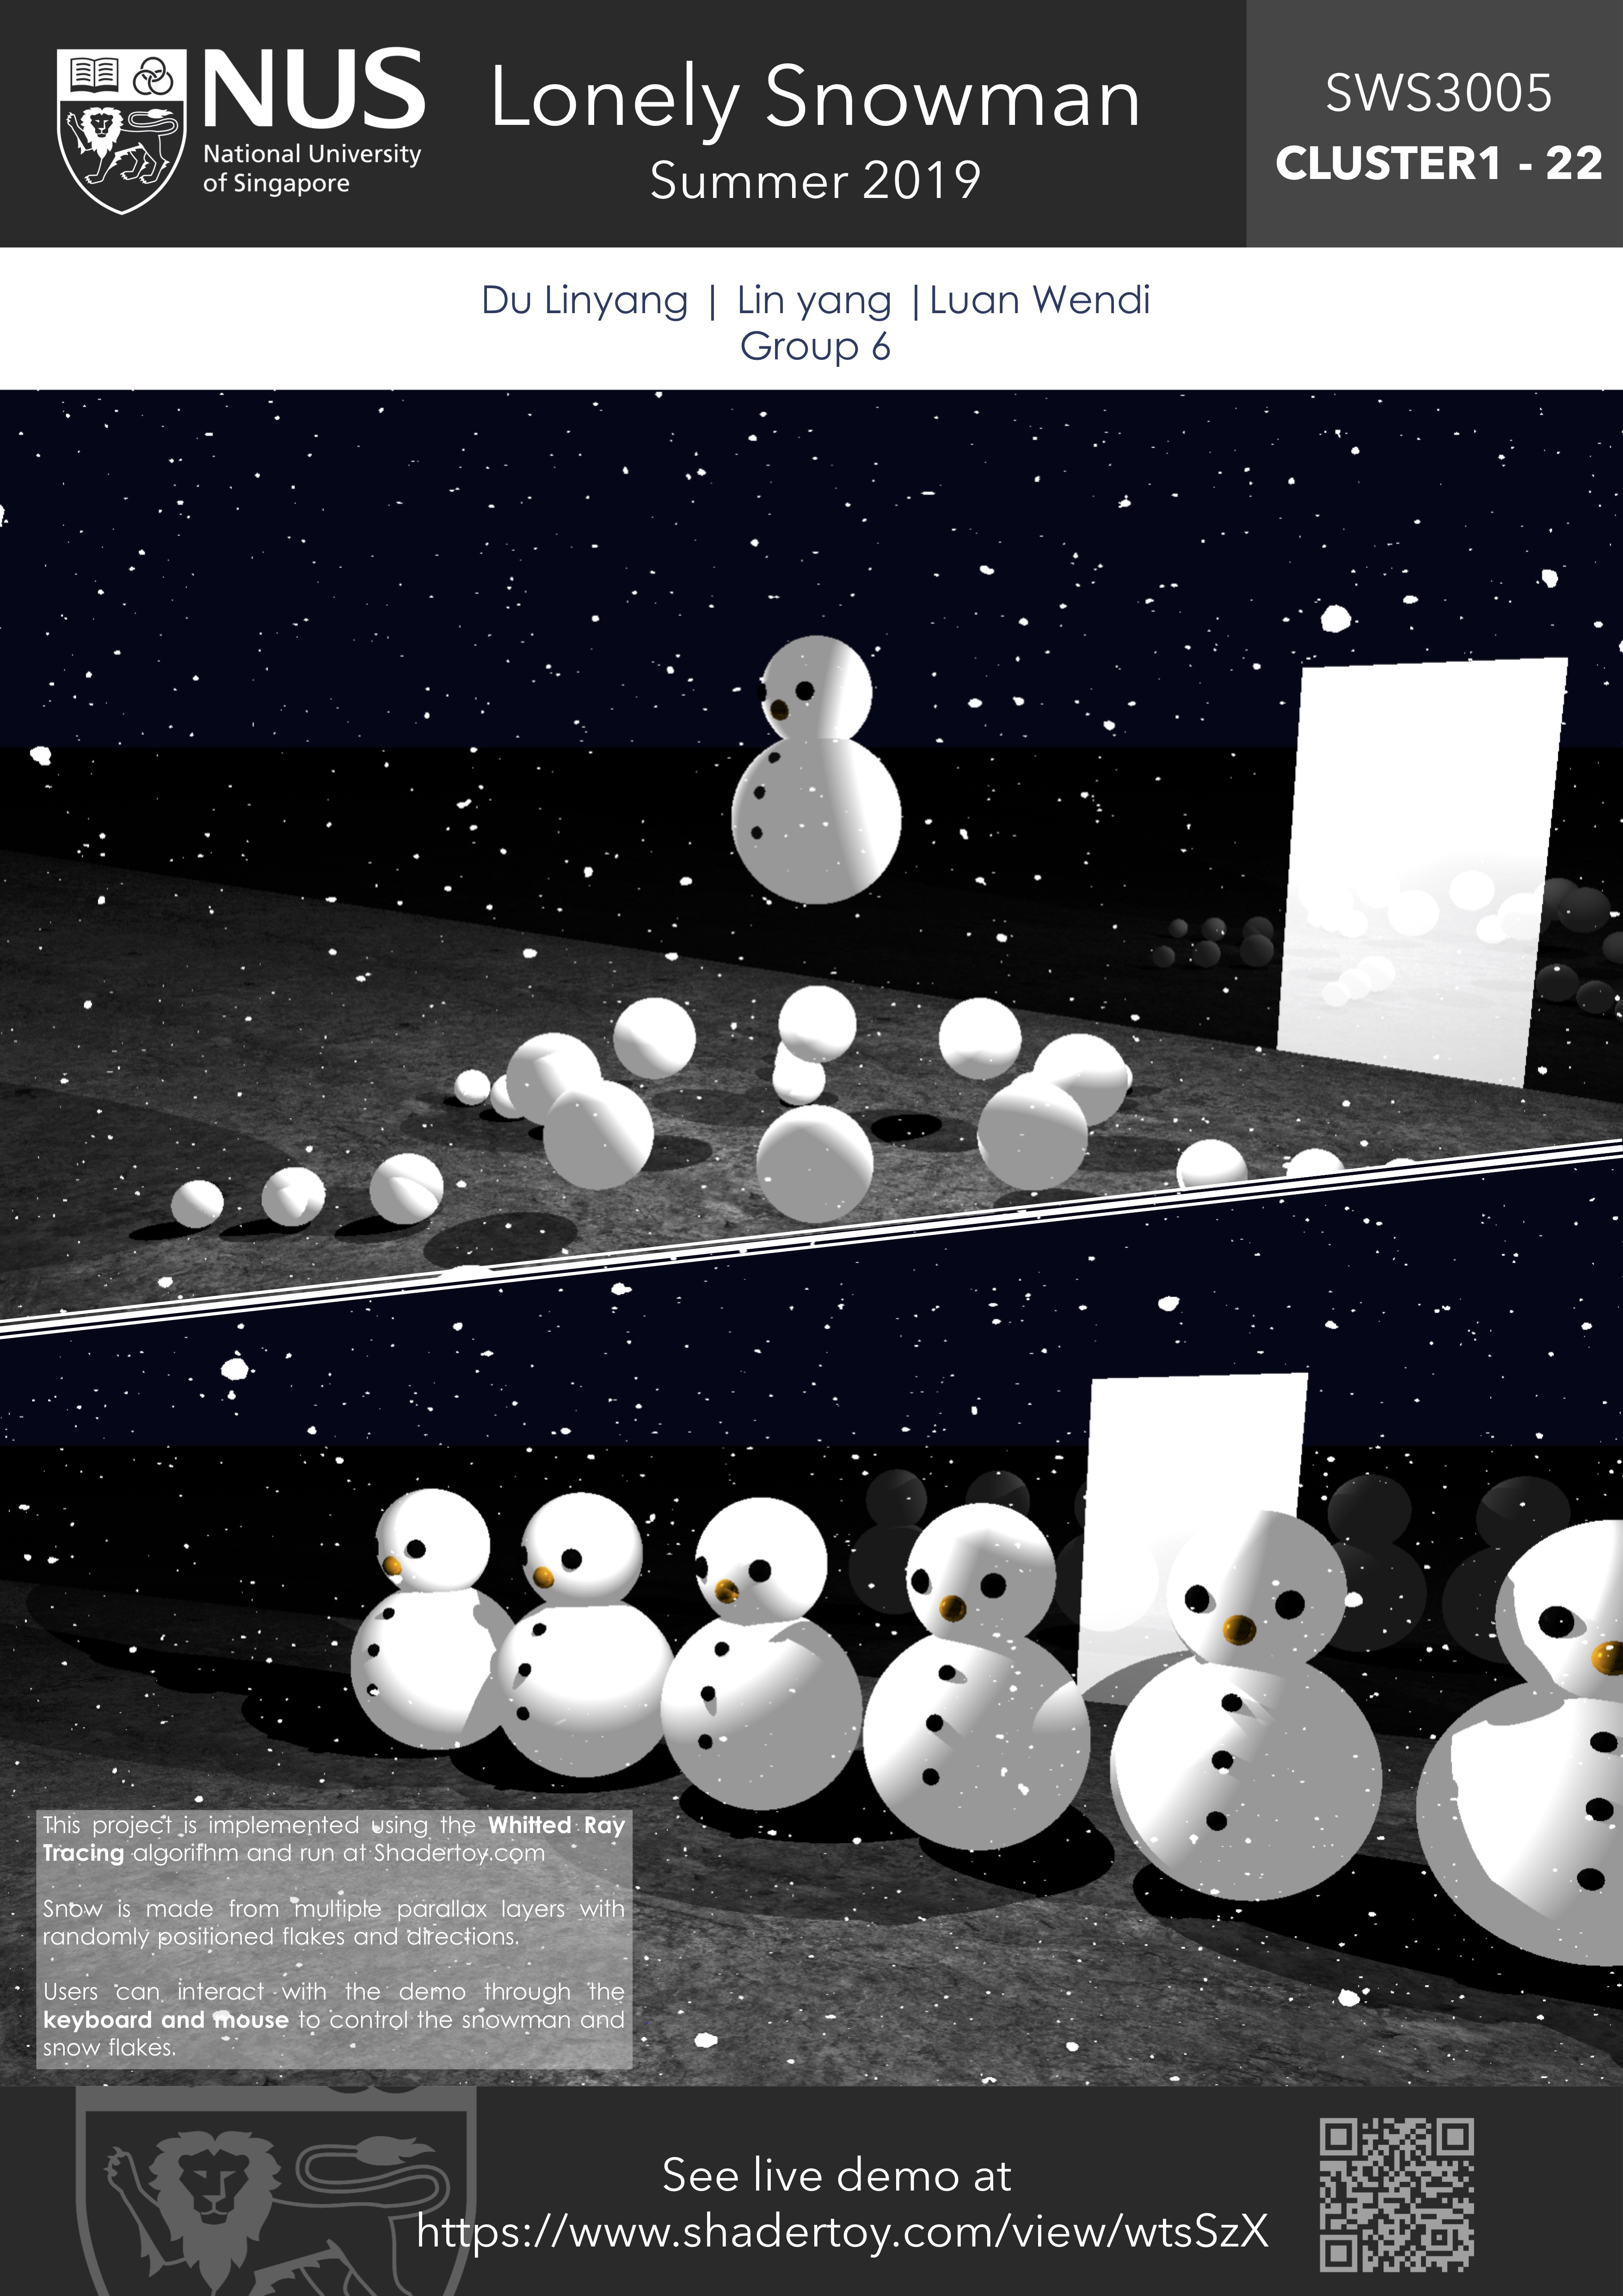 NUS
National University
of Singapore
Lonely Snowman
Summer 2019
SWS3005
CLUSTER1 - 22
Du Linyang | Lin yang | Luan Wendi
Group 6
This project is implemented using the Whitted Ray
Tracing algorithm and run at Shadertoy.com
Snow is made from multiple parallax layers with
randomly positioned flakes and directions.
Users can interact with the demo through the
keyboard and mouse to control the snowman and
snow flakes.
See live demo at
https://www.shadertoy.com/view/wtsSzX